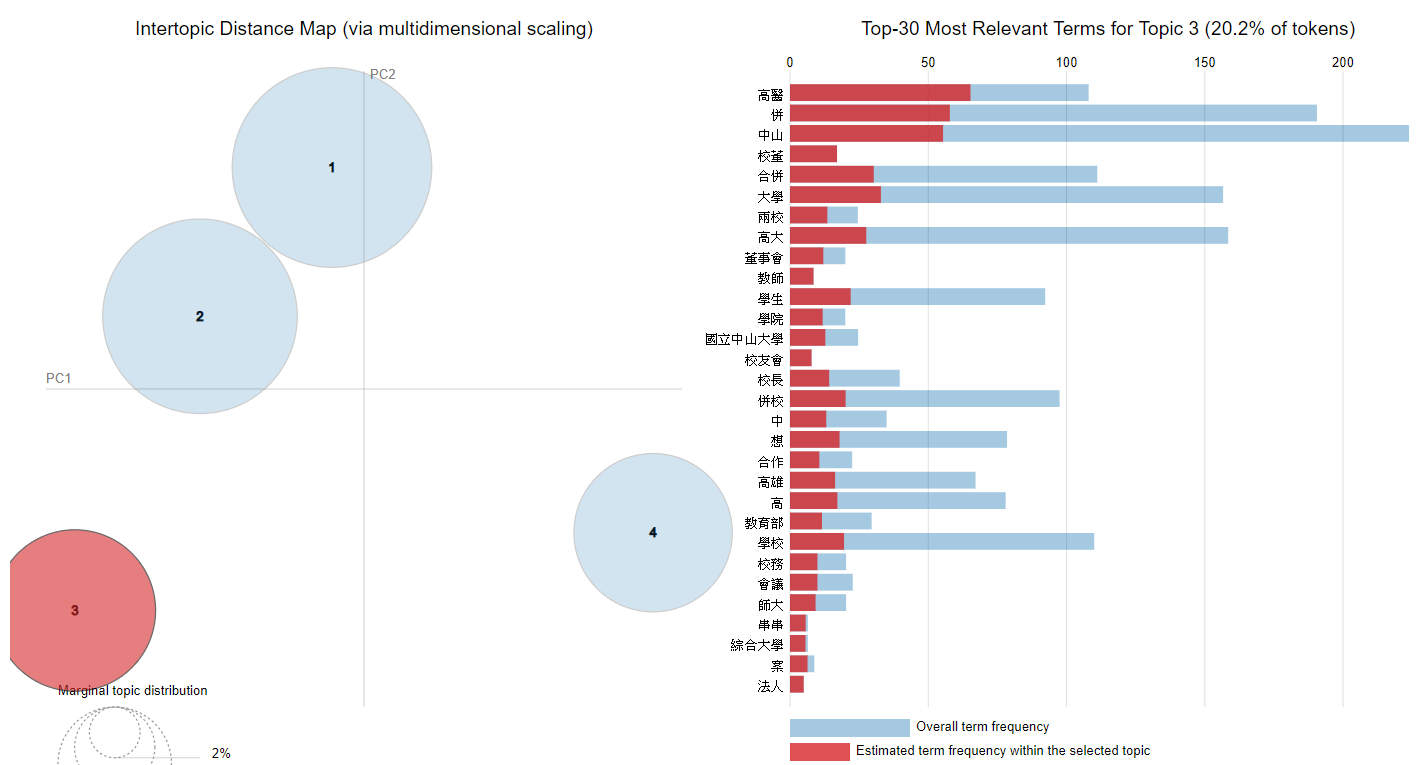 Intertopic Distance Map (via multidimensional scaling)
PC2
PC1
1
2
3
4
Marginal topic distribution
2%
Top-30 Most Relevant Terms for Topic 3 (20.2% of tokens)
0 50 100 150 200
高醫
併
中山
校董
合併
大學
兩校
高大
董事會
教師
學生
學院
國立中山大學
校友會
校長
併校
中
想
合作
高雄
高
教育部
學校
校務
會議
師大
串串
綜合大學
案
法人
Overall term frequency
Estimated term frequency within the selected topic